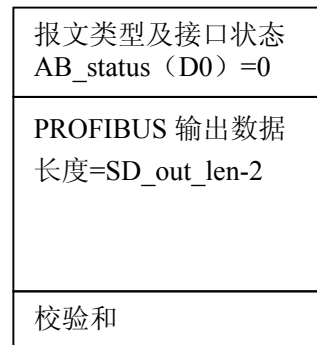 报文类型及接口状态
AB_status（D0）=0
PROFIBUS 输出数据
长度=SD_out_len-2
校验和